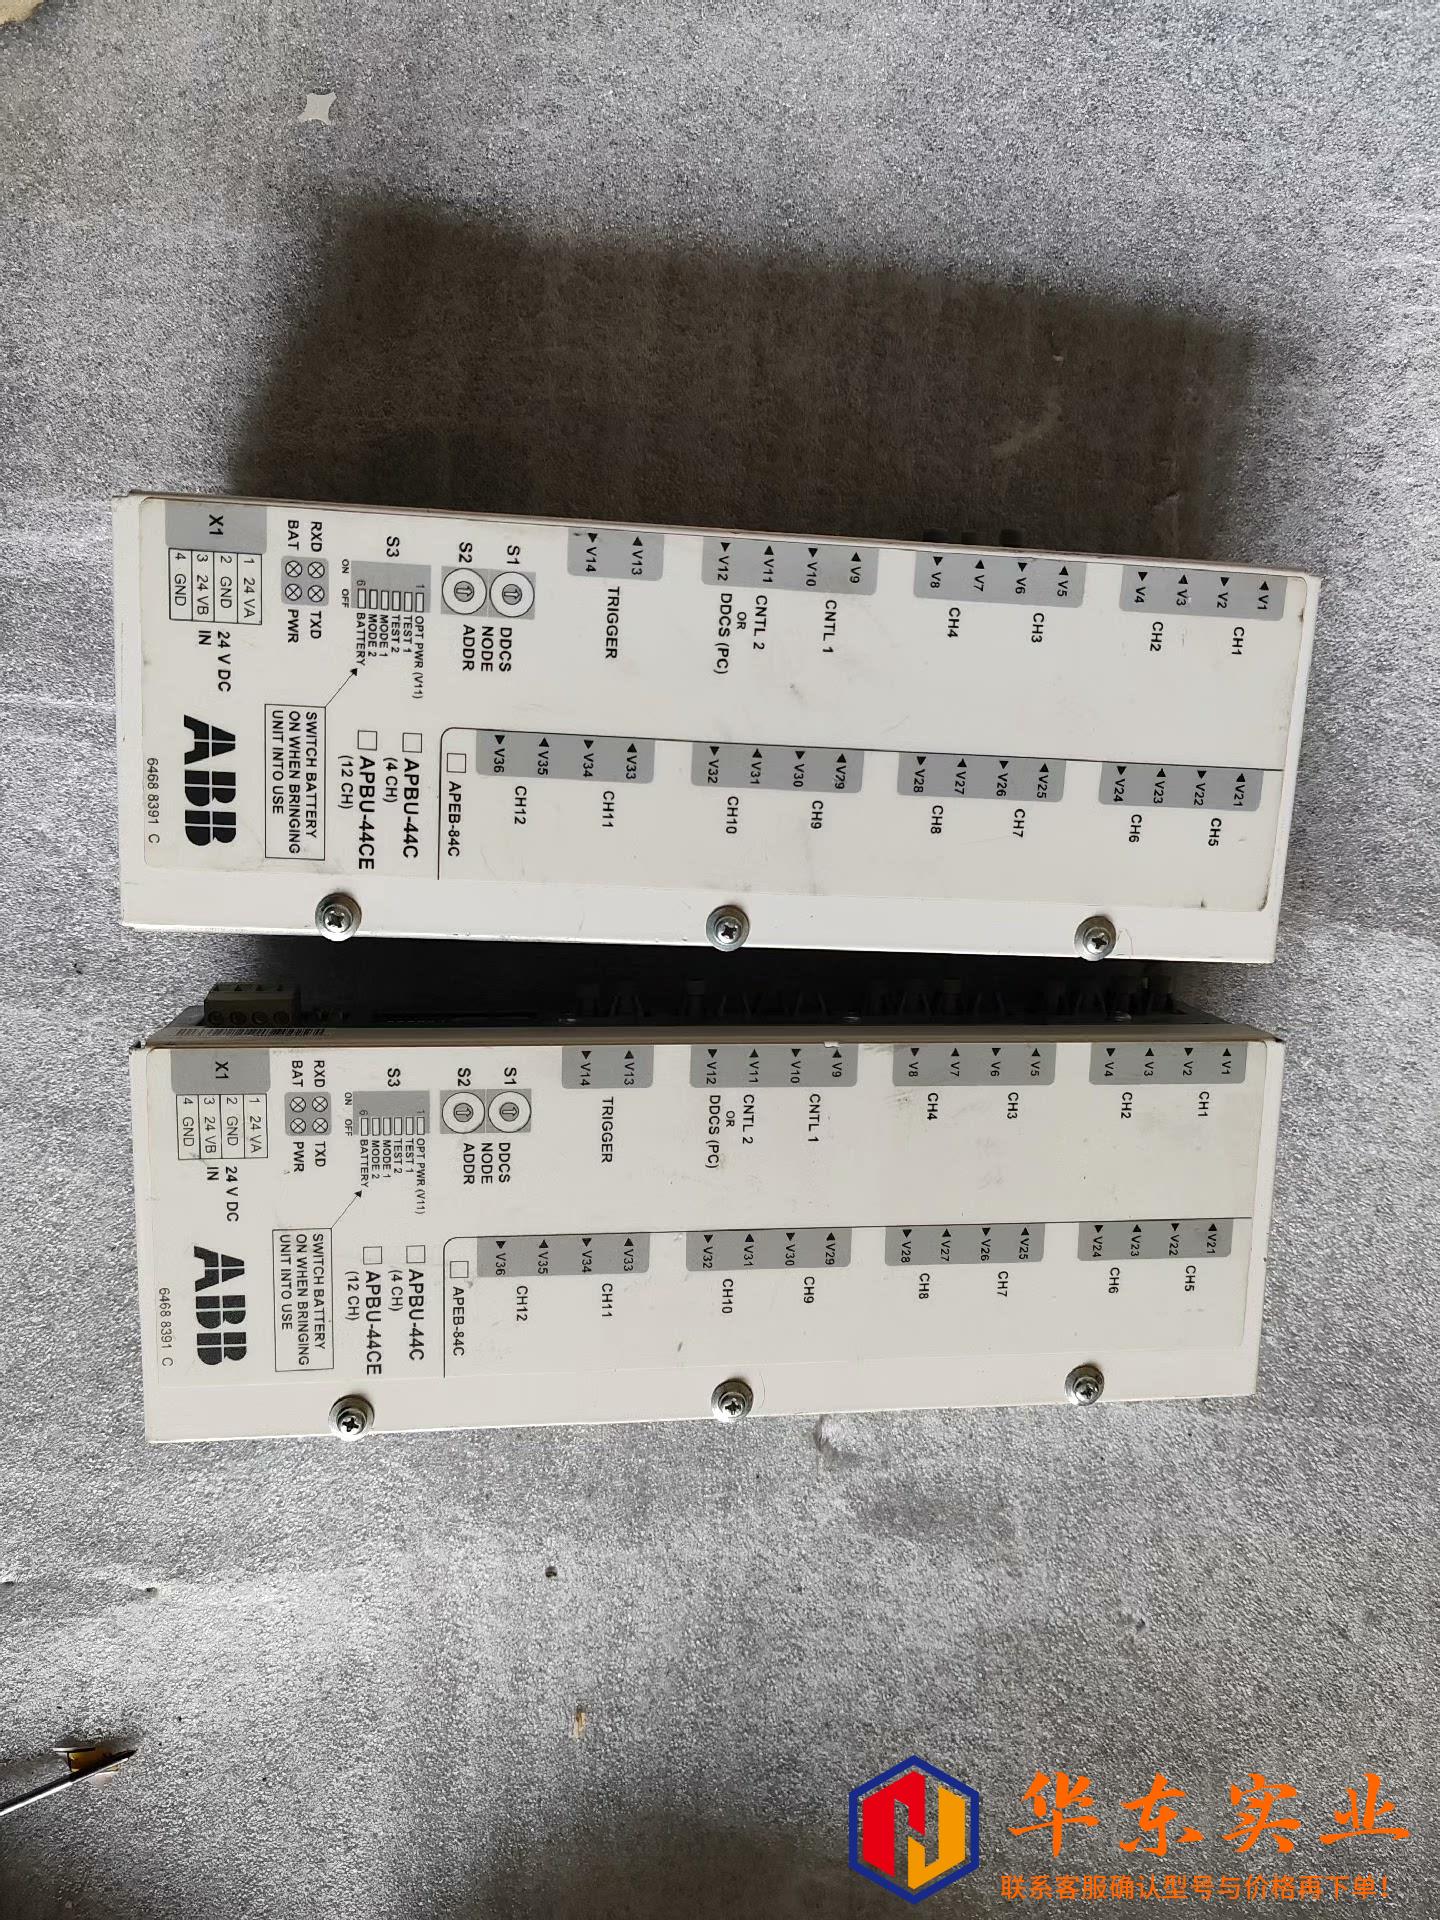 V1
V2
CH1
V3
V4
CH2
V5
V6
CH3
V7
V8
CH4
V9
V10
CNTL 1
V11
V12
CNTL 2
OR
DDCS (PC)
V13
V14
TRIGGER
V21
V22
CH5
V23
V24
CH6
V25
V26
CH7
V27
V28
CH8
V29
V30
CH9
V31
V32
CH10
V33
V34
CH11
V35
V36
CH12
APEB-84C
S1
S2
DDCS
NODE
ADDR
S3
ON OFF
1 OPT PWR (V11)
TEST 1
TEST 2
MODE 1
MODE 2
6 BATTERY
APBU-44C
(4 CH)
APBU-44CE
(12 CH)
RXD TXD
BAT PWR
SWITCH BATTERY
ON WHEN BRINGING
UNIT INTO USE
X1
1 24 VA
2 GND
3 24 VB
4 GND
24 V DC
IN
ABB
6468 8391 C
V1
V2
CH1
V3
V4
CH2
V5
V6
CH3
V7
V8
CH4
V9
V10
CNTL 1
V11
V12
CNTL 2
OR
DDCS (PC)
V13
V14
TRIGGER
V21
V22
CH5
V23
V24
CH6
V25
V26
CH7
V27
V28
CH8
V29
V30
CH9
V31
V32
CH10
V33
V34
CH11
V35
V36
CH12
APEB-84C
S1
S2
DDCS
NODE
ADDR
S3
ON OFF
1 OPT PWR (V11)
TEST 1
TEST 2
MODE 1
MODE 2
6 BATTERY
APBU-44C
(4 CH)
APBU-44CE
(12 CH)
RXD TXD
BAT PWR
SWITCH BATTERY
ON WHEN BRINGING
UNIT INTO USE
X1
1 24 VA
2 GND
3 24 VB
4 GND
24 V DC
IN
ABB
6468 8391 C
华东实业
联系客服确认型号与价格再下单！